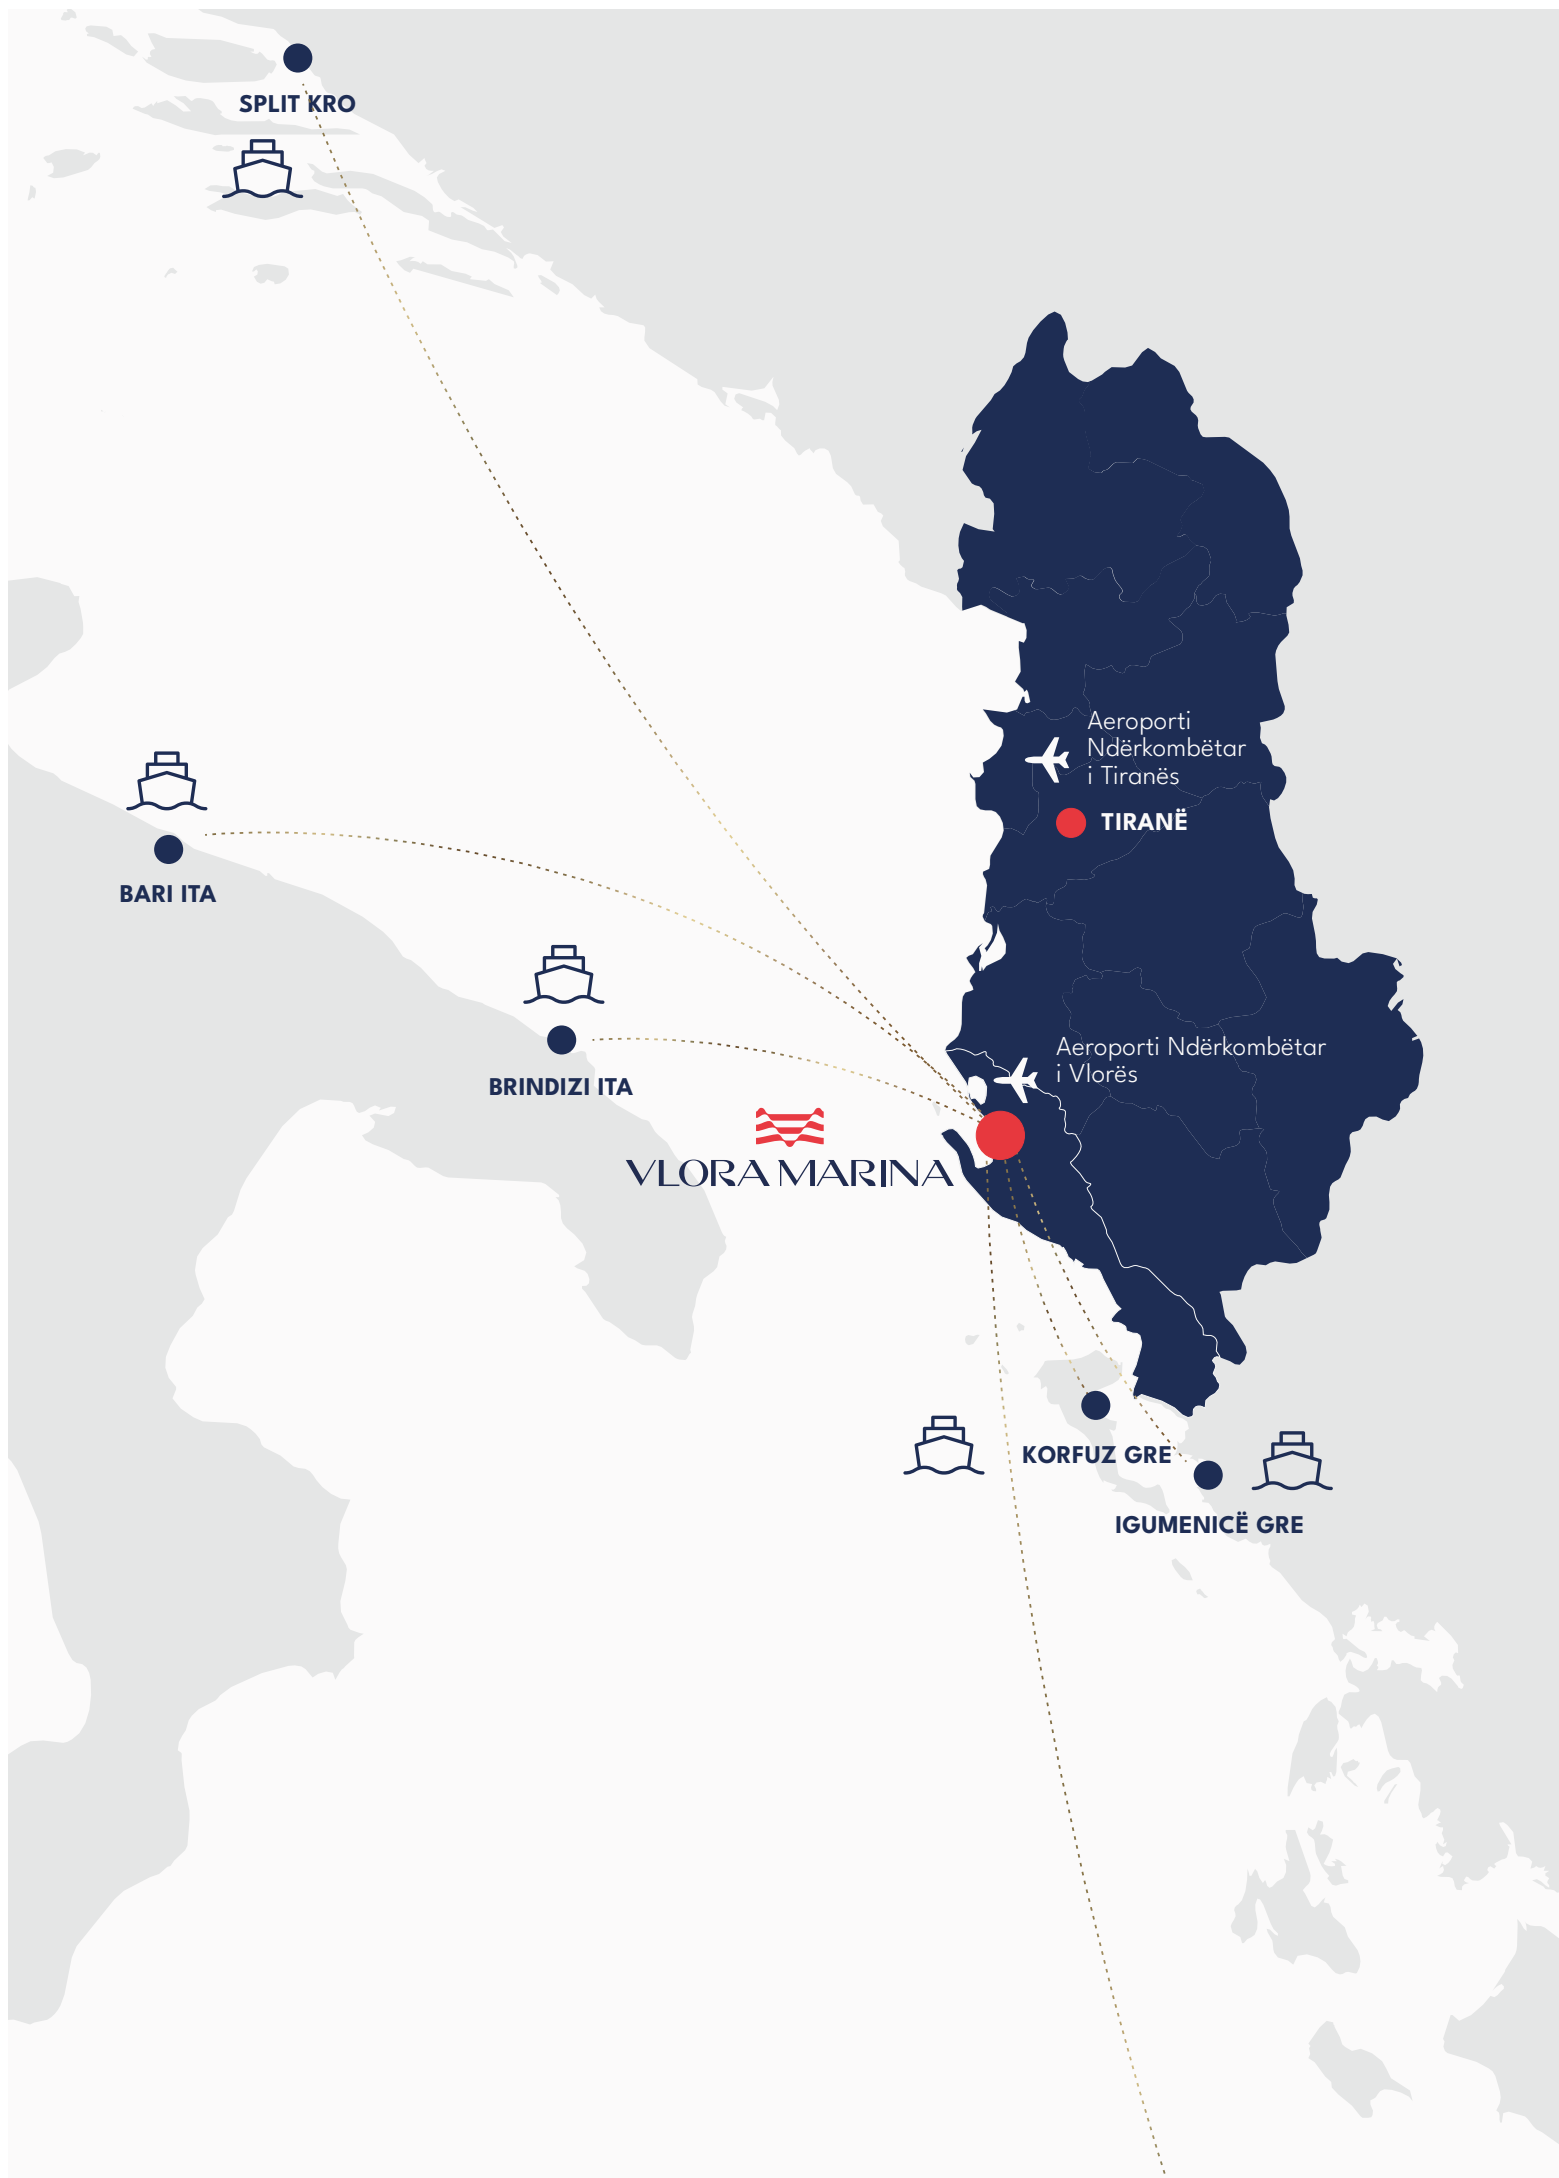 SPLIT KRO
Aeroporti
Ndërkombëtar
i Tiranës
TIRANË
BARI ITA
BRINDIZI ITA
Aeroporti Ndërkombëtar
i Vlorës
VLORA MARINA
KORFUZ GRE
IGUMENICË GRE